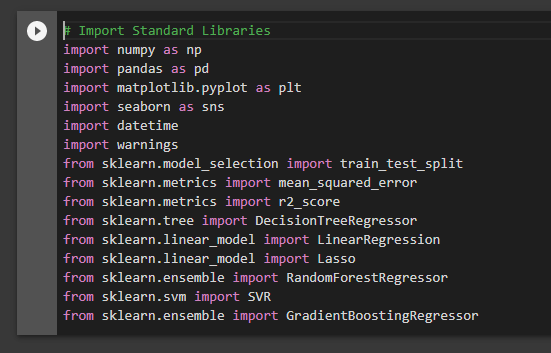 # Import Standard Libraries
import numpy as np
import pandas as pd
import matplotlib.pyplot as plt
import seaborn as sns
import datetime
import warnings
from sklearn.model_selection import train_test_split
from sklearn.metrics import mean_squared_error
from sklearn.metrics import r2_score
from sklearn.tree import DecisionTreeRegressor
from sklearn.linear_model import LinearRegression
from sklearn.linear_model import Lasso
from sklearn.ensemble import RandomForestRegressor
from sklearn.svm import SVR
from sklearn.ensemble import GradientBoostingRegressor